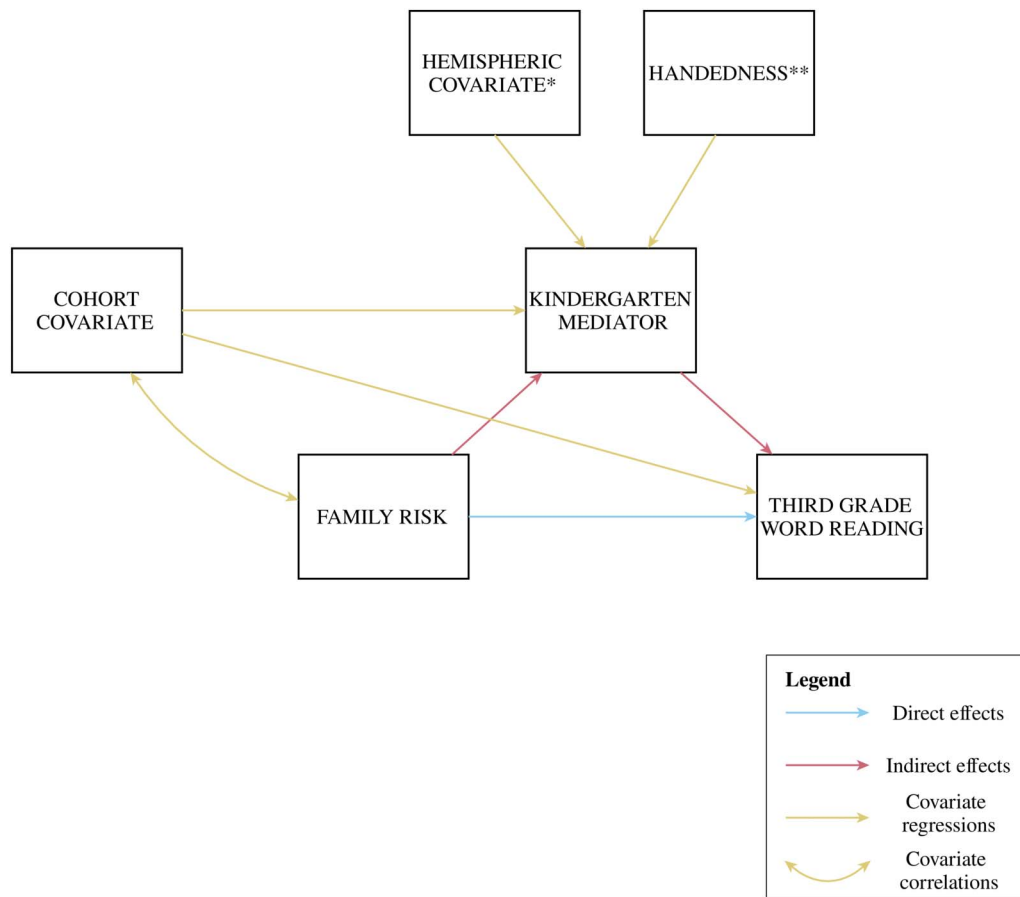 HEMISPHERIC
COVARIATE*
HANDEDNESS**
COHORT
COVARIATE
KINDERGARTEN
MEDIATOR
FAMILY RISK
THIRD GRADE
WORD READING
Legend
Direct effects
Indirect effects
Covariate
regressions
Covariate
correlations